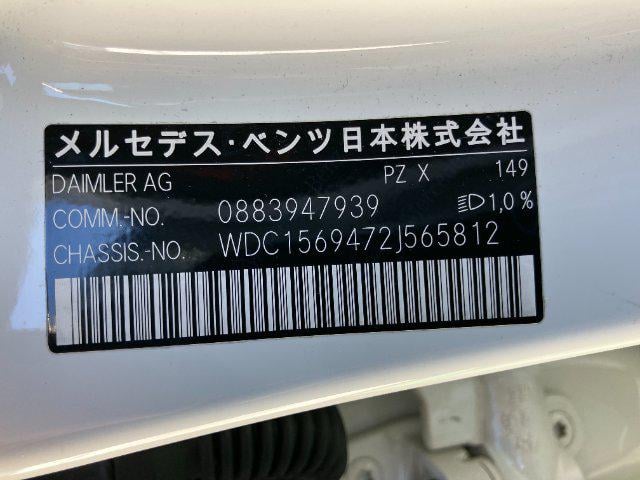 メルセデス・ベンツ日本株式会社
DAIMLER AG PZ X 149
COMM.-NO. 0883947939 1,0%
CHASSIS.-NO. WDC1569472J565812